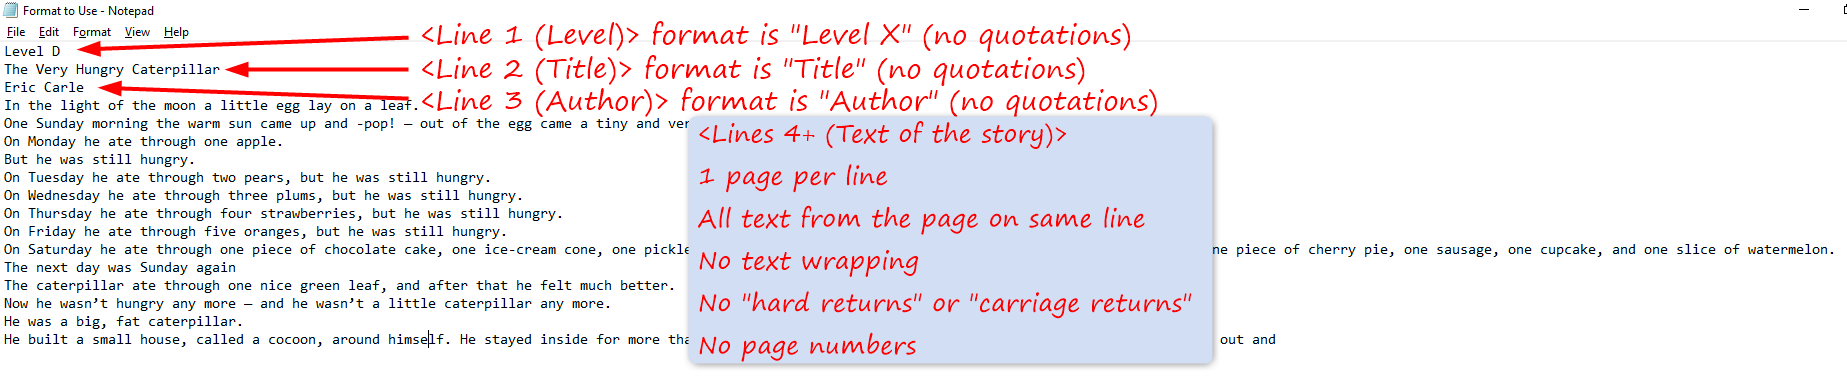 Format to Use - Notepad
File Edit Format View Help
Level D
<Line 1 (Level)> format is "Level X" (no quotations)
The Very Hungry Caterpillar
<Line 2 (Title)> format is "Title" (no quotations)
Eric Carle
<Line 3 (Author)> format is "Author" (no quotations)
In the light of the moon a little egg lay on a leaf.
One Sunday morning the warm sun came up and -pop! – out of the egg came a tiny and
On Monday he ate through one apple.
But he was still hungry.
On Tuesday he ate through two pears, but he was still hungry.
On Wednesday he ate through three plums, but he was still hungry.
On Thursday he ate through four strawberries, but he was still hungry.
On Friday he ate through five oranges, but he was still hungry.
On Saturday he ate through one piece of chocolate cake, one ice-cream cone, one pickle piece of cherry pie, one sausage, one cupcake, and one slice of watermelon.
The next day was Sunday again
The caterpillar ate through one nice green leaf, and after that he felt much better.
Now he wasn’t hungry any more – and he wasn’t a little caterpillar any more.
He was a big, fat caterpillar.
He built a small house, called a cocoon, around himself. He stayed inside for more out and
<Lines 4+ (Text of the story)>
1 page per line
All text from the page on same line
No text wrapping
No "hard returns" or "carriage returns"
No page numbers